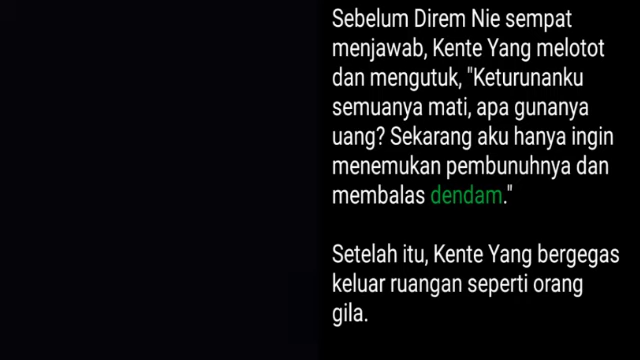 Sebelum Direm Nie sempat
menjawab, Kente Yang melotot
dan mengutuk, "Keturunanku
semuanya mati, apa gunanya
uang? Sekarang aku hanya ingin
menemukan pembunuhnya dan
membalas dendam."
Setelah itu, Kente Yang bergegas
keluar ruangan seperti orang
gila.